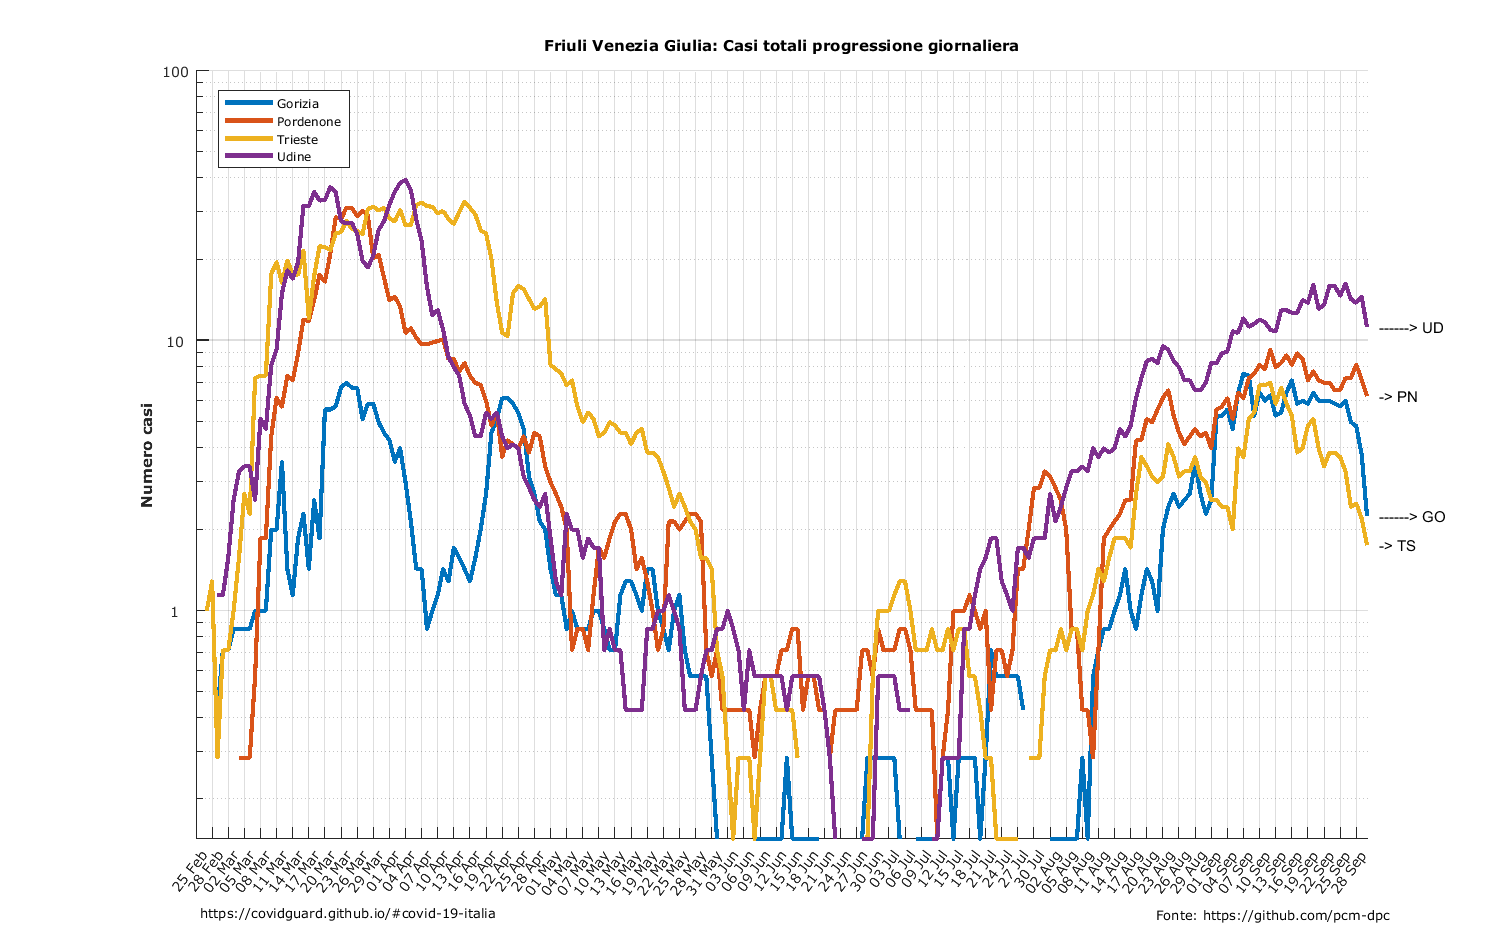 Friuli Venezia Giulia: Casi totali progressione giornaliera
100
10
1
Numero casi
Gorizia
Pordenone
Trieste
Udine
------> UD
-> PN
------> GO
-> TS
25 Feb
28 Feb
02 Mar
05 Mar
08 Mar
11 Mar
14 Mar
17 Mar
20 Mar
23 Mar
26 Mar
29 Mar
01 Apr
04 Apr
07 Apr
10 Apr
13 Apr
16 Apr
19 Apr
22 Apr
25 Apr
28 Apr
01 May
04 May
07 May
10 May
13 May
16 May
19 May
22 May
25 May
28 May
31 May
03 Jun
06 Jun
09 Jun
12 Jun
15 Jun
18 Jun
21 Jun
24 Jun
27 Jun
30 Jun
03 Jul
06 Jul
09 Jul
12 Jul
15 Jul
18 Jul
21 Jul
24 Jul
27 Jul
30 Jul
02 Aug
05 Aug
08 Aug
11 Aug
14 Aug
17 Aug
20 Aug
23 Aug
26 Aug
29 Aug
01 Sep
04 Sep
07 Sep
10 Sep
13 Sep
16 Sep
19 Sep
22 Sep
25 Sep
28 Sep
https://covidguard.github.io/#covid-19-italia
Fonte: https://github.com/pcm-dpc